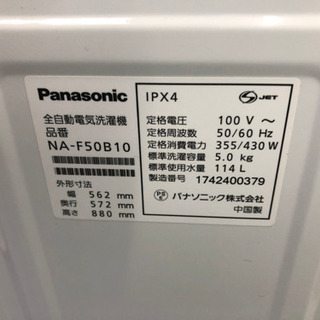 Panasonic
全自動電気洗濯機
品番
NA-F50B10
外形寸法
幅 562 mm
奥行 572 mm
高さ 880 mm
IPX4
S JET
定格電圧 100 V ～
定格周波数 50/60 Hz
定格消費電力 355/430 W
標準洗濯容量 5.0 kg
標準使用水量 114 L
製造番号 1742400379
PS E パナソニック株式会社
中国製